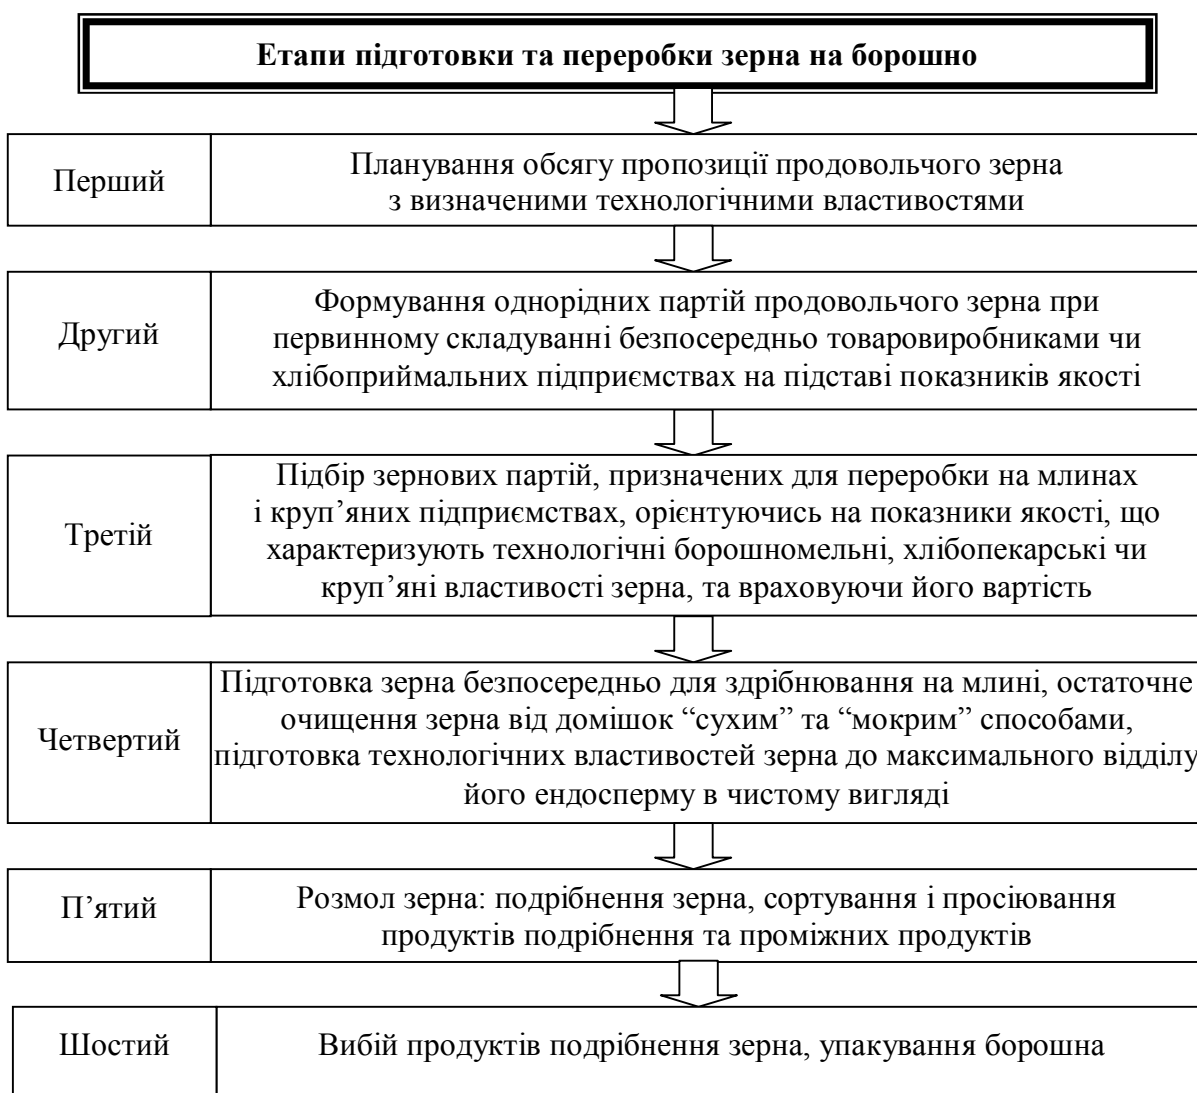 Етапи підготовки та переробки зерна на борошно
Перший
Планування обсягу пропозиції продовольчого зерна
з визначеними технологічними властивостями
Другий
Формування однорідних партій продовольчого зерна при
первинному складуванні безпосередньо товаровиробниками чи
хлібоприймальних підприємствах на підставі показників якості
Третій
Підбір зернових партій, призначених для переробки на млинах
і круп’яних підприємствах, орієнтуючись на показники якості, що
характеризують технологічні борошномельні, хлібопекарські чи
круп’яні властивості зерна, та враховуючи його вартість
Четвертий
Підготовка зерна безпосередньо для здрібнювання на млині, остаточне
очищення зерна від домішок “сухим” та “мокрим” способами,
підготовка технологічних властивостей зерна до максимального відділу
його ендосперму в чистому вигляді
П’ятий
Розмол зерна: подрібнення зерна, сортування і просіювання
продуктів подрібнення та проміжних продуктів
Шостий
Вибій продуктів подрібнення зерна, упакування борошна